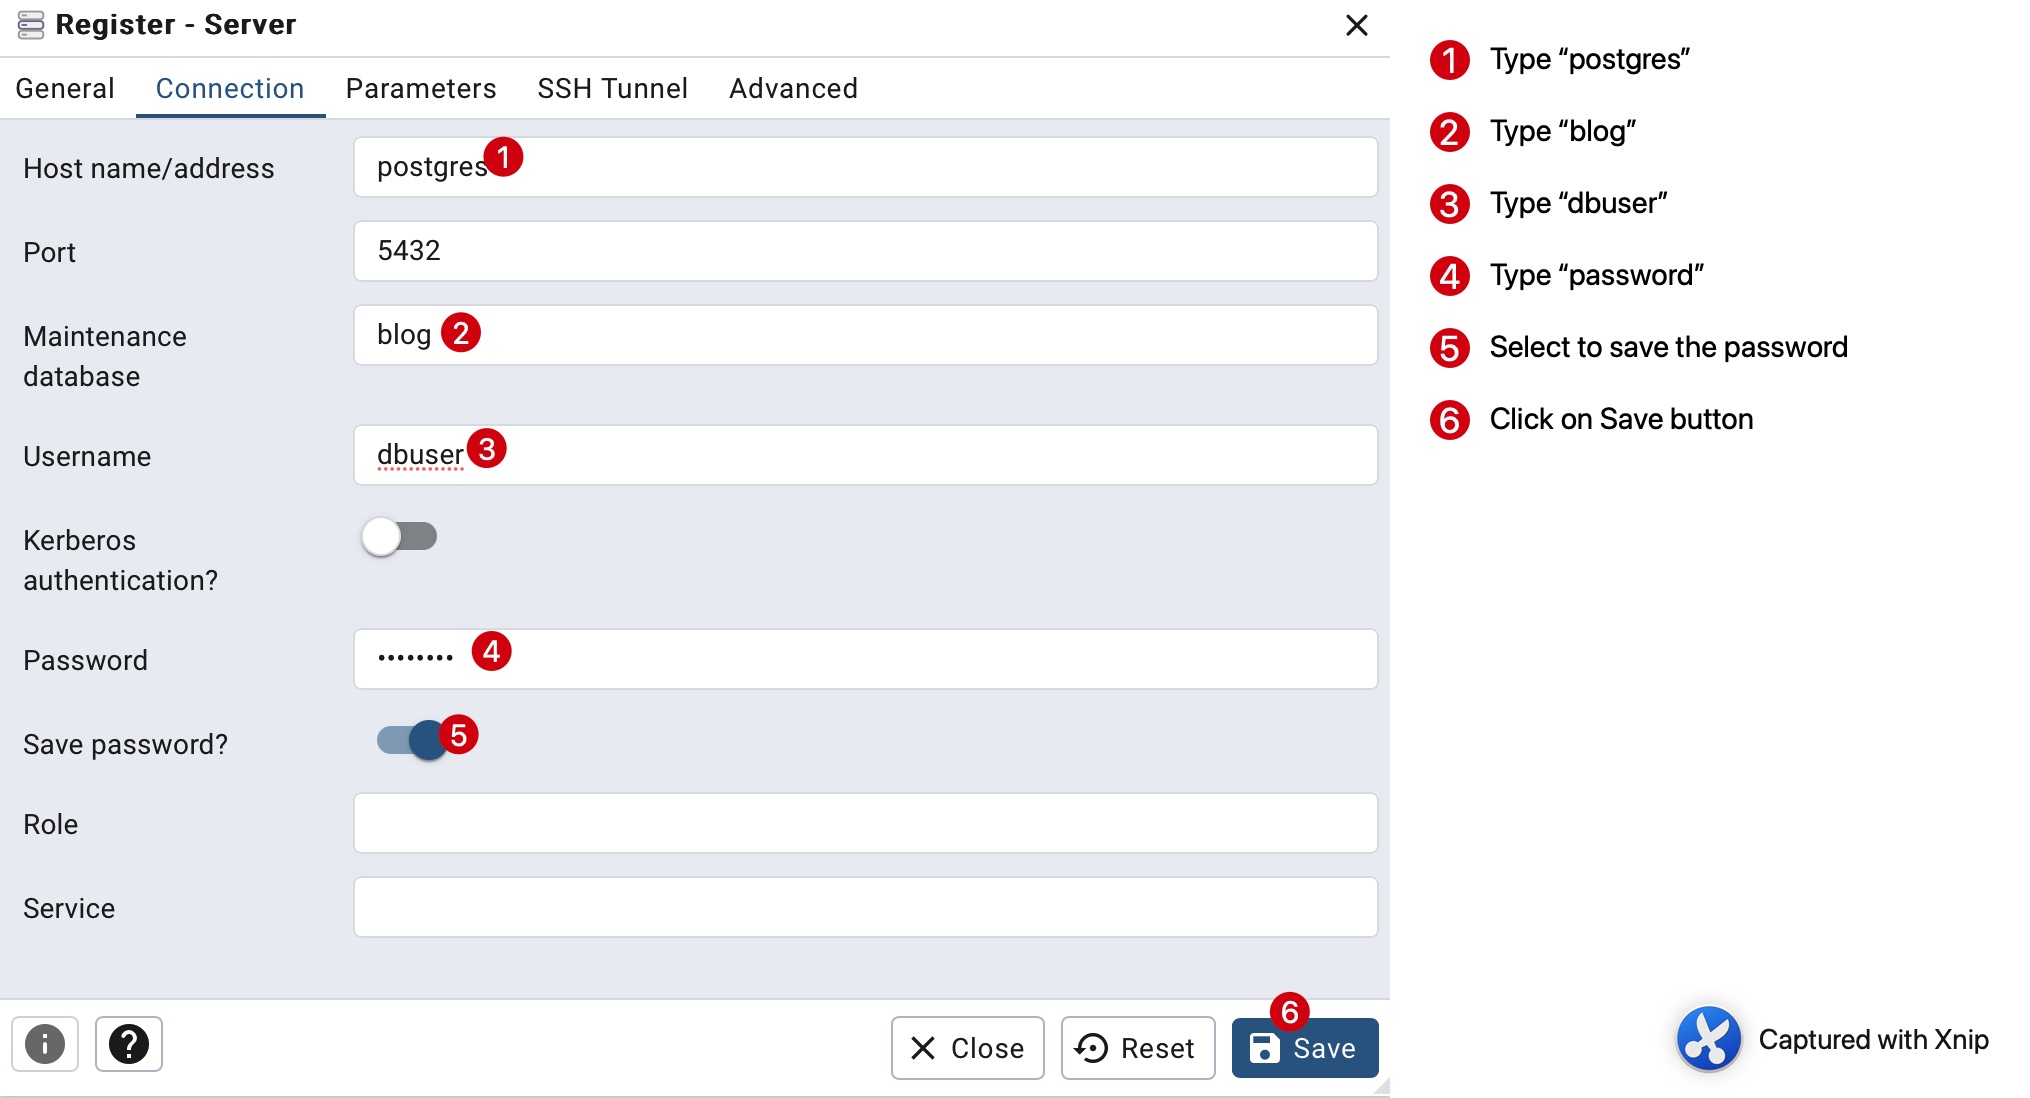 Register - Server
General Connection Parameters SSH Tunnel Advanced
Host name/address postgres 1
Port 5432
Maintenance database blog 2
Username dbuser 3
Kerberos authentication?
Password •••••••• 4
Save password? 5
Role
Service
Close Reset Save 6
1 Type “postgres”
2 Type “blog”
3 Type “dbuser”
4 Type “password”
5 Select to save the password
6 Click on Save button
Captured with Xnip